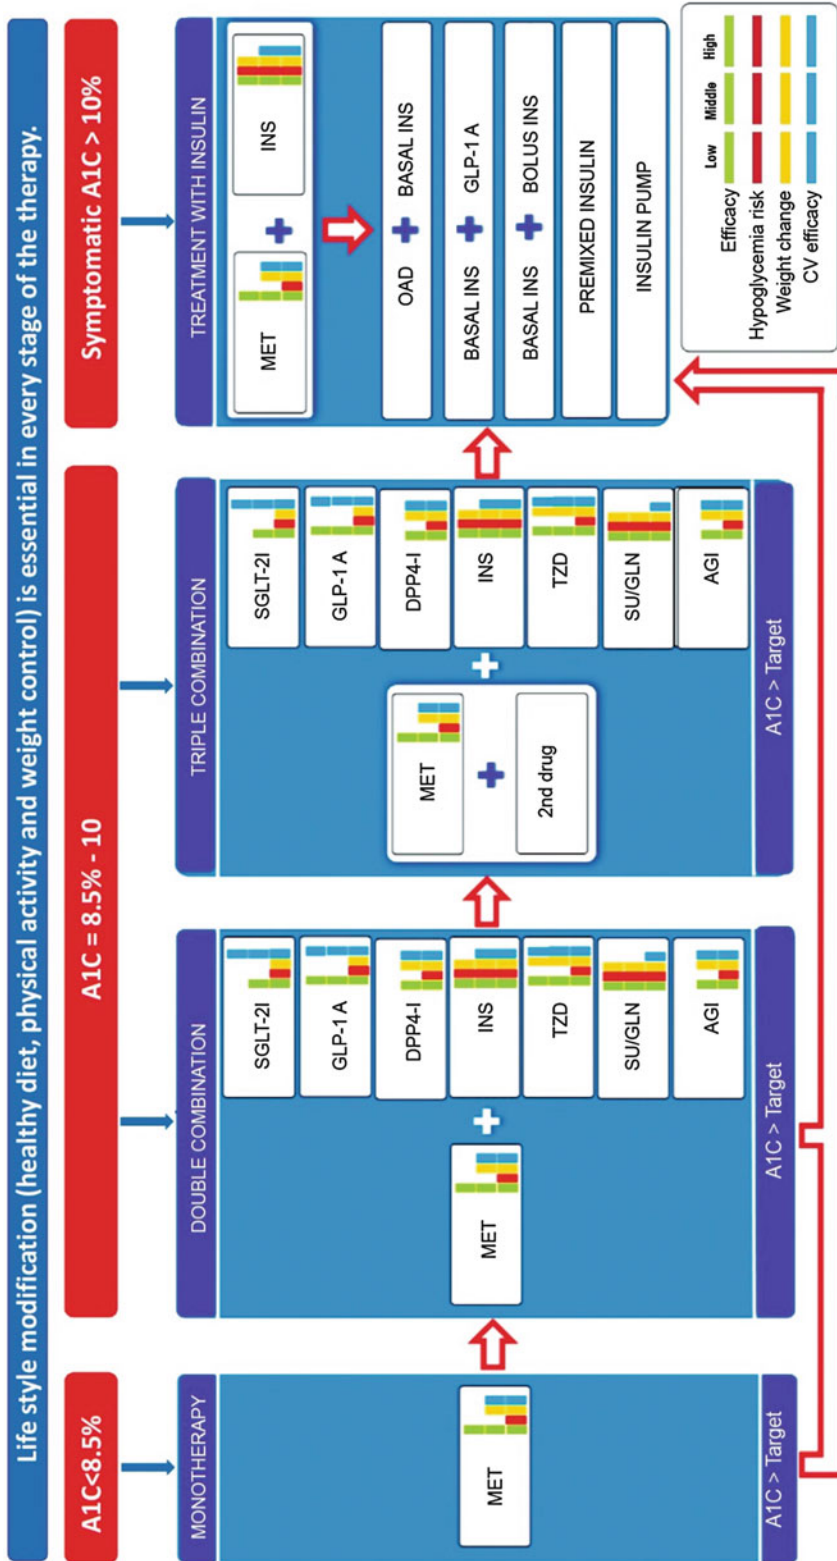 Life style modification (healthy diet, physical activity and weight control) is essential in every stage of the therapy.
A1C<8.5%
A1C = 8.5% - 10
Symptomatic A1C > 10%
MONOTHERAPY
MET
A1C > Target
DOUBLE COMBINATION
MET
SGLT-2I
GLP-1 A
DPP4-I
INS
TZD
SU/GLN
AGI
A1C > Target
TRIPLE COMBINATION
MET
2nd drug
SGLT-2I
GLP-1 A
DPP4-I
INS
TZD
SU/GLN
AGI
A1C > Target
TREATMENT WITH INSULIN
MET
INS
OAD
BASAL INS
BASAL INS
GLP-1 A
BASAL INS
BOLUS INS
PREMIXED INSULIN
INSULIN PUMP
Low
Middle
High
Efficacy
Hypoglycemia risk
Weight change
CV efficacy